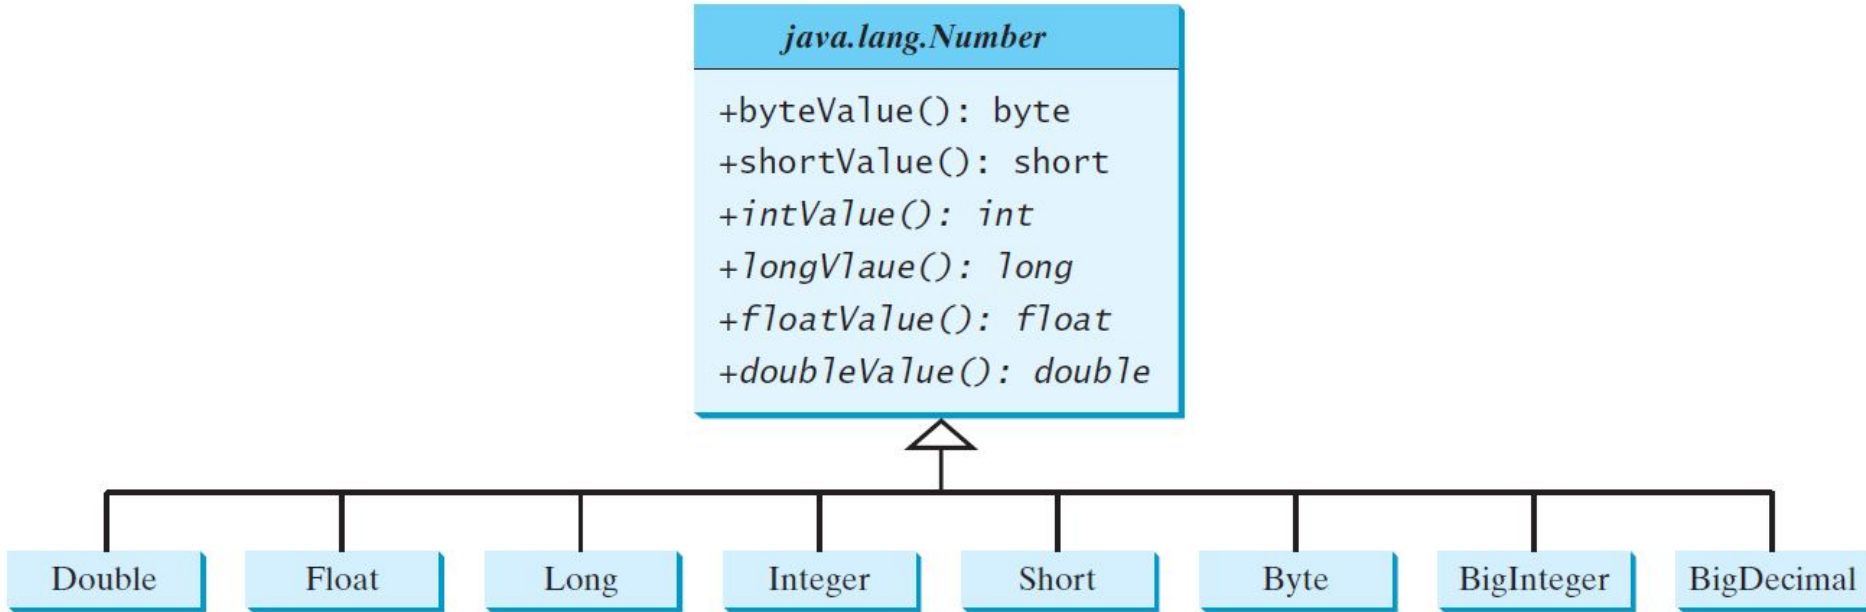 java.lang.Number
+byteValue(): byte
+shortValue(): short
+intValue(): int
+longVlaue(): long
+floatValue(): float
+doubleValue(): double
Double Float Long Integer Short Byte BigInteger BigDecimal